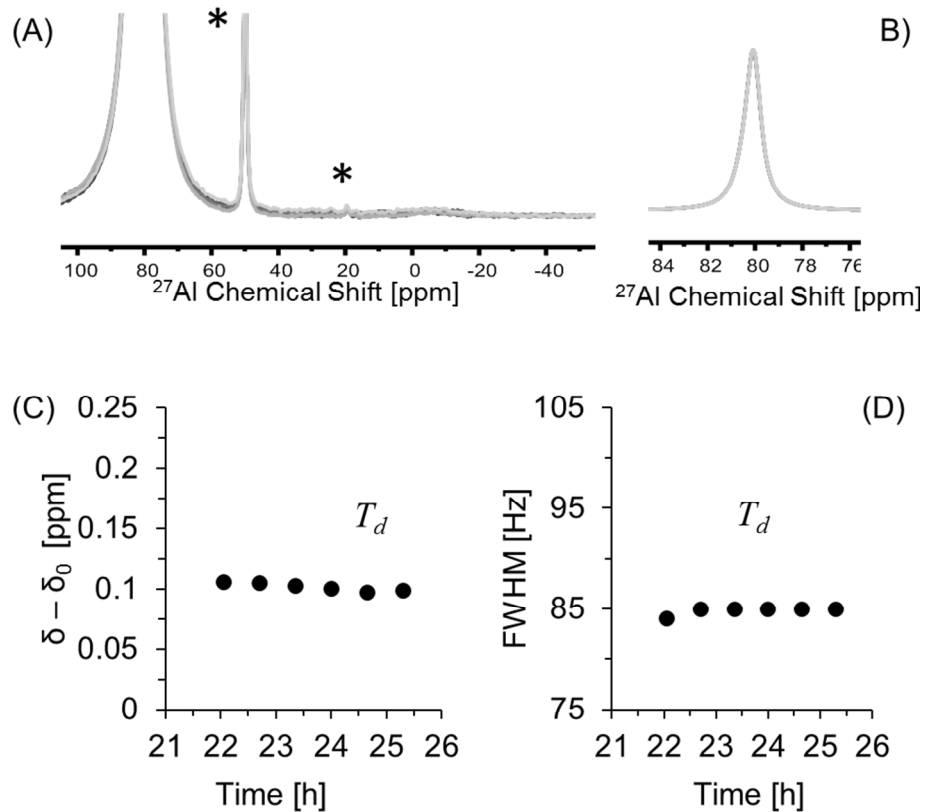 (A)
*
*
100 80 60 40 20 0 -20 -40
²⁷Al Chemical Shift [ppm]
B)
84 82 80 78 76
²⁷Al Chemical Shift [ppm]
(C)
δ – δ₀ [ppm]
0.25
0.2
0.15
0.1
0.05
0
T_d
21 22 23 24 25 26
Time [h]
(D)
FWHM [Hz]
105
95
85
75
T_d
21 22 23 24 25 26
Time [h]